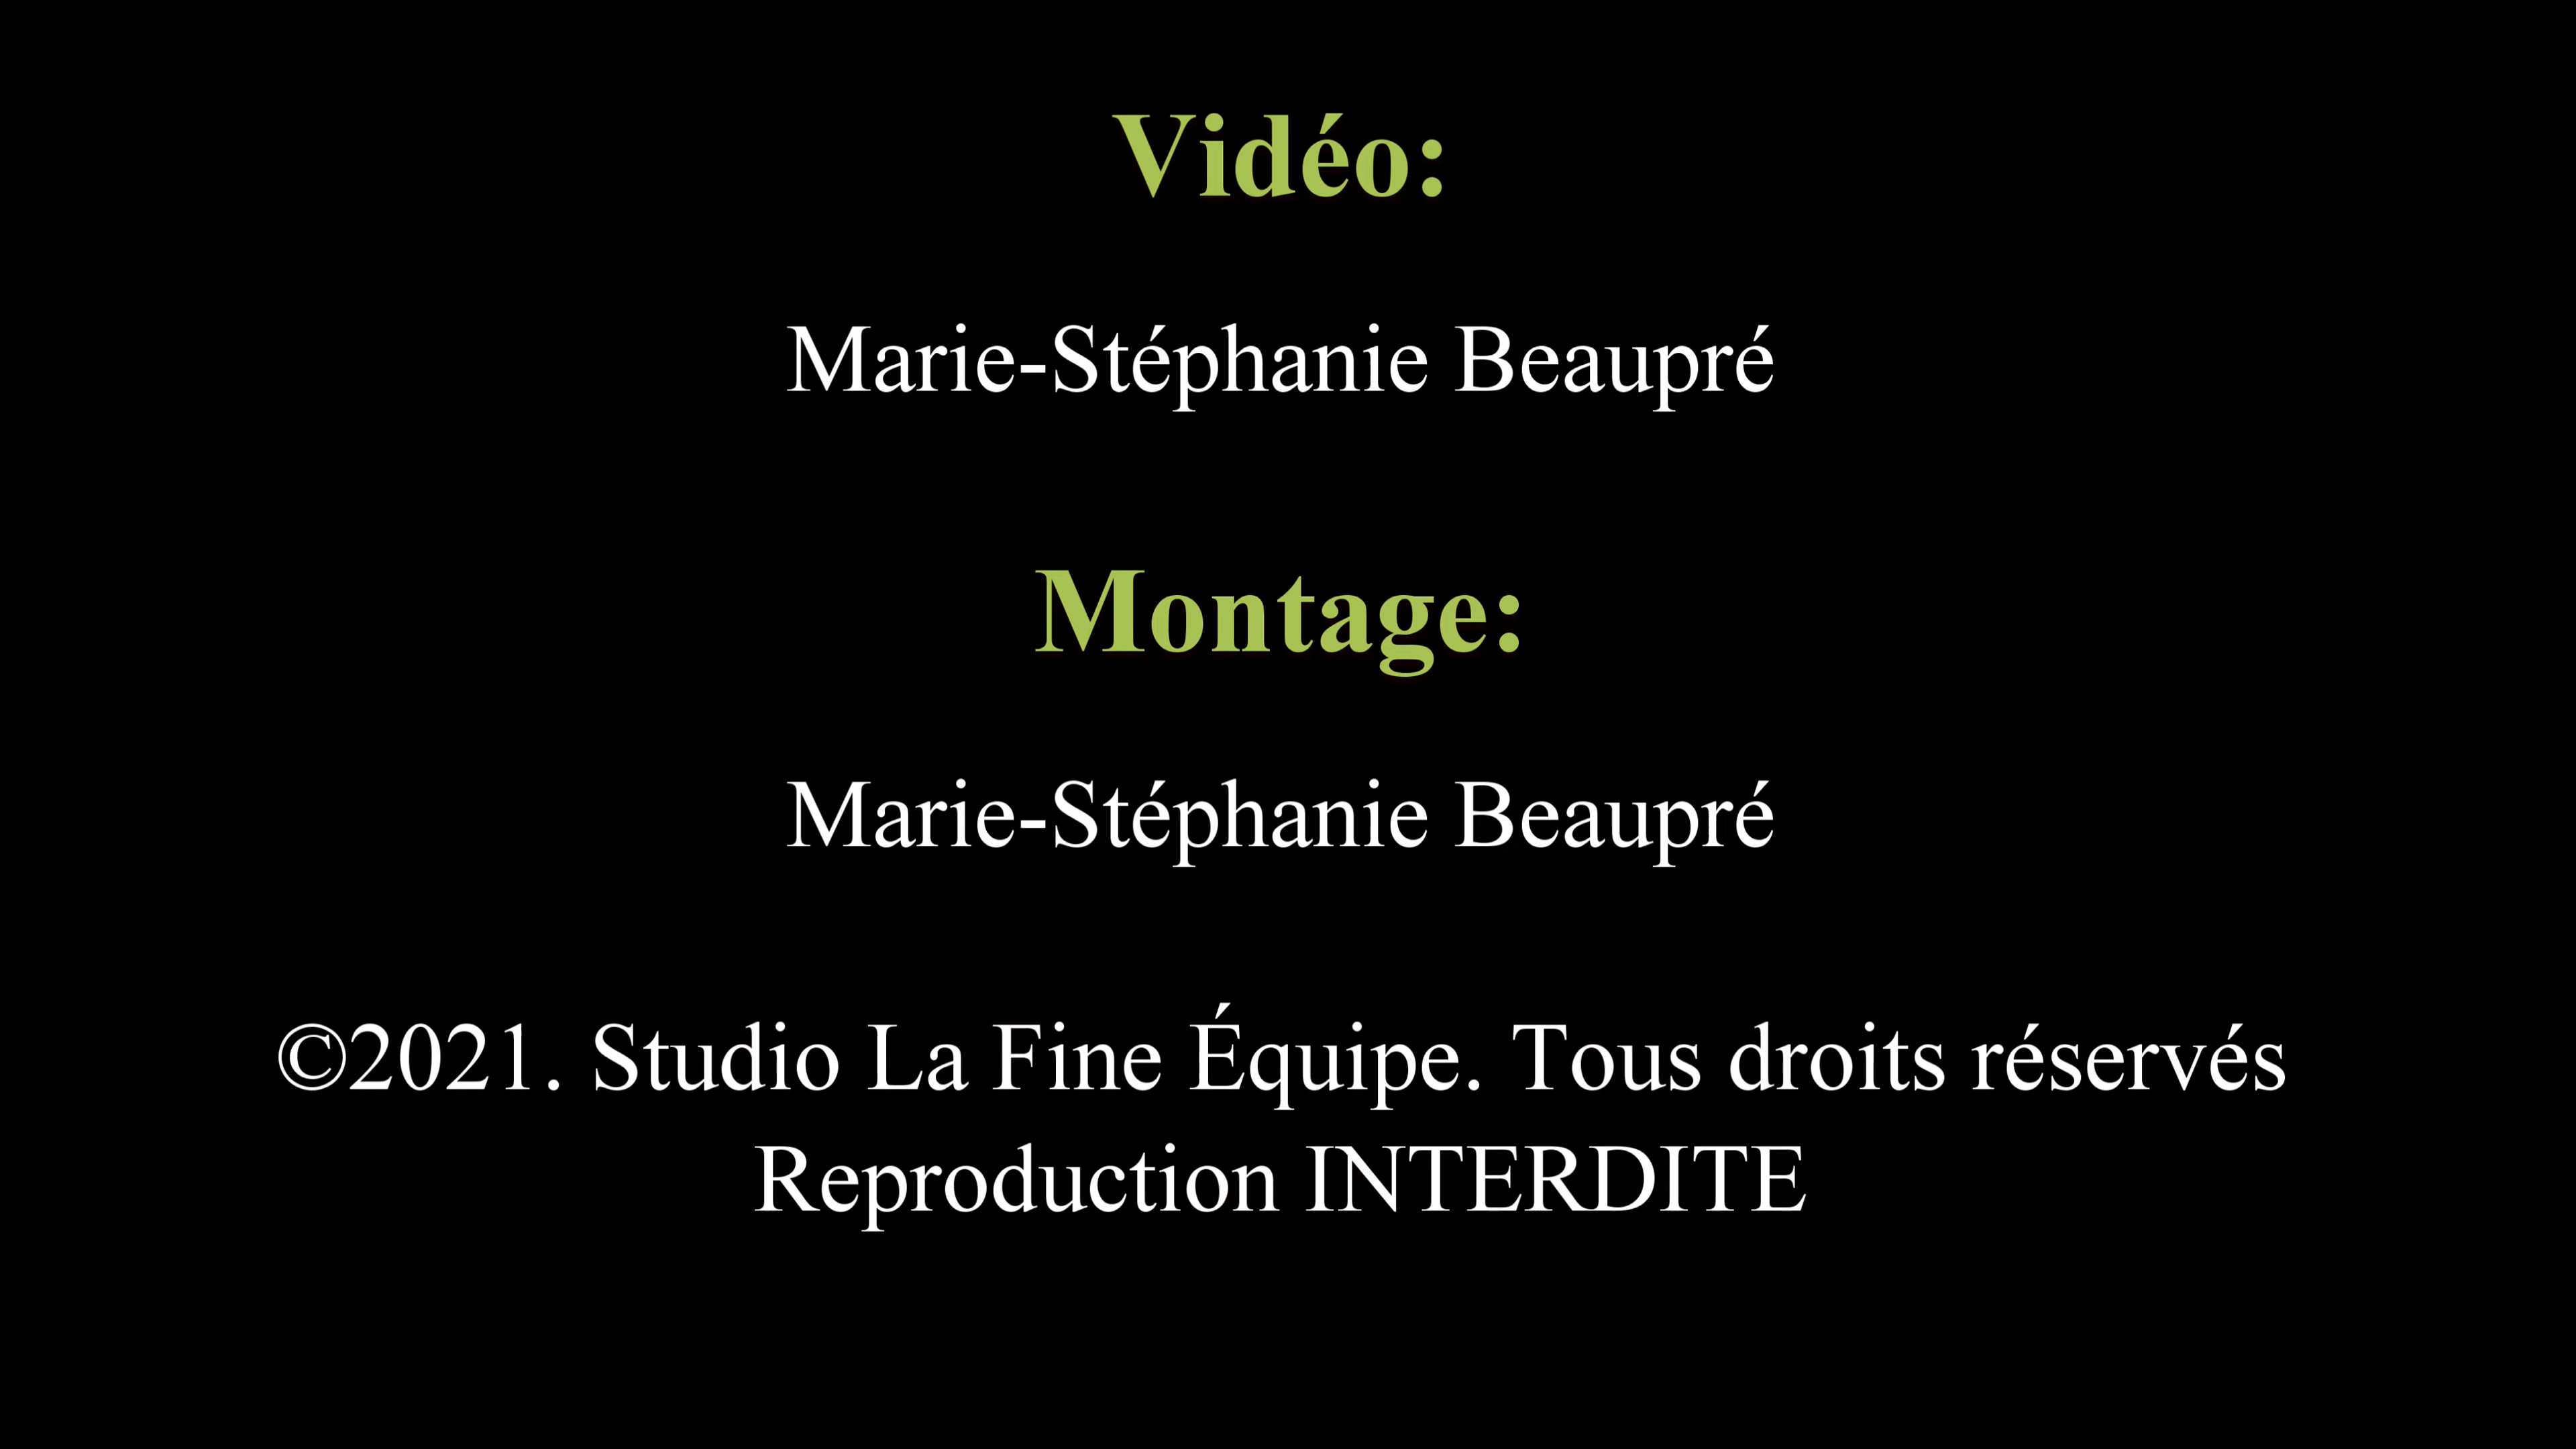 Vidéo:
Marie-Stéphanie Beaupré
Montage:
Marie-Stéphanie Beaupré
©2021. Studio La Fine Équipe. Tous droits réservés
Reproduction INTERDITE